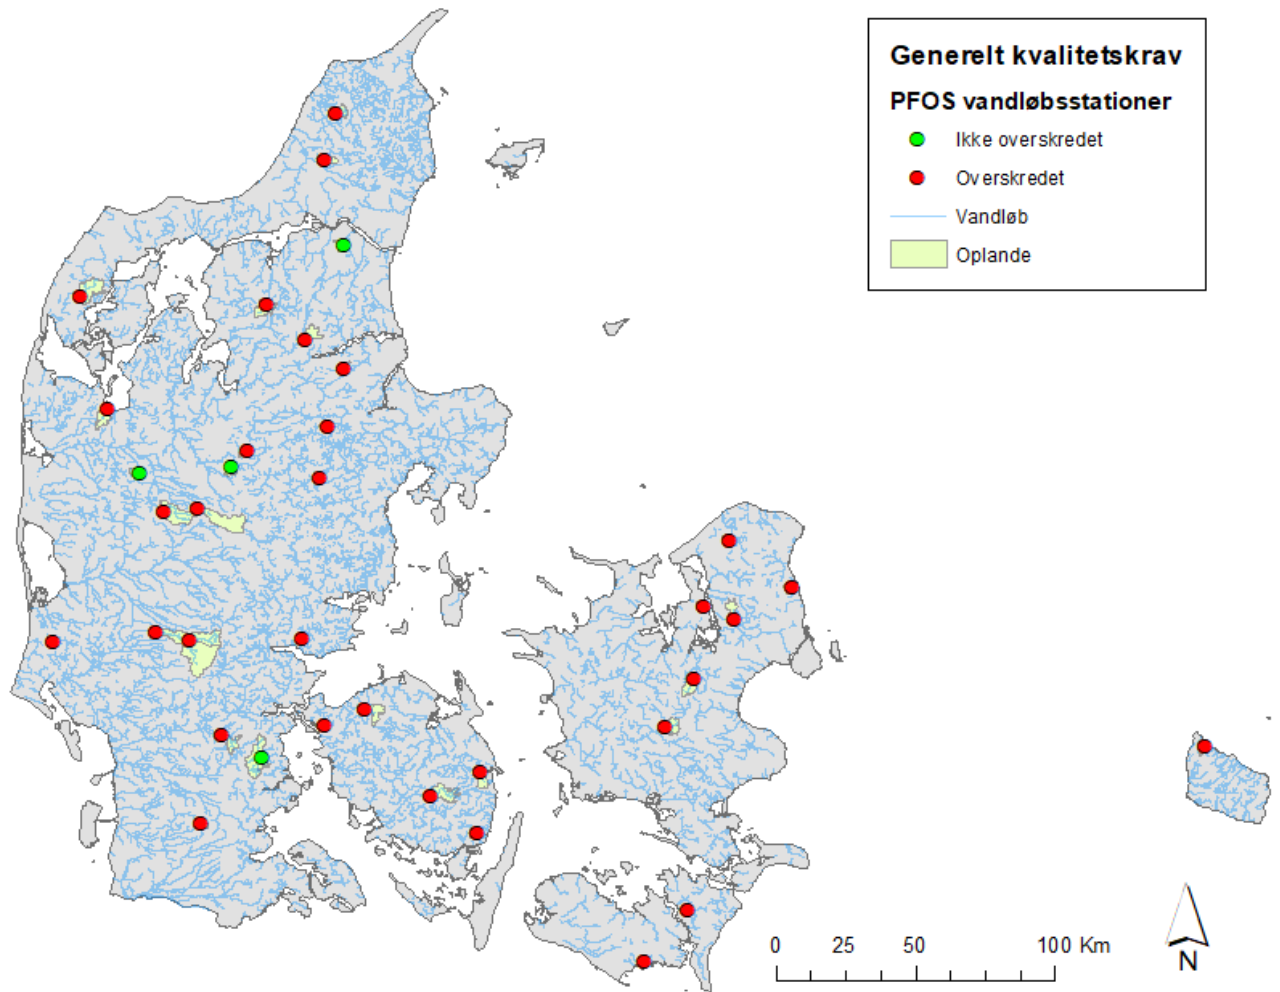 Generelt kvalitetskrav
PFOS vandløbsstationer
Ikke overskredet
Overskredet
Vandløb
Oplande
0 25 50 100 Km
N